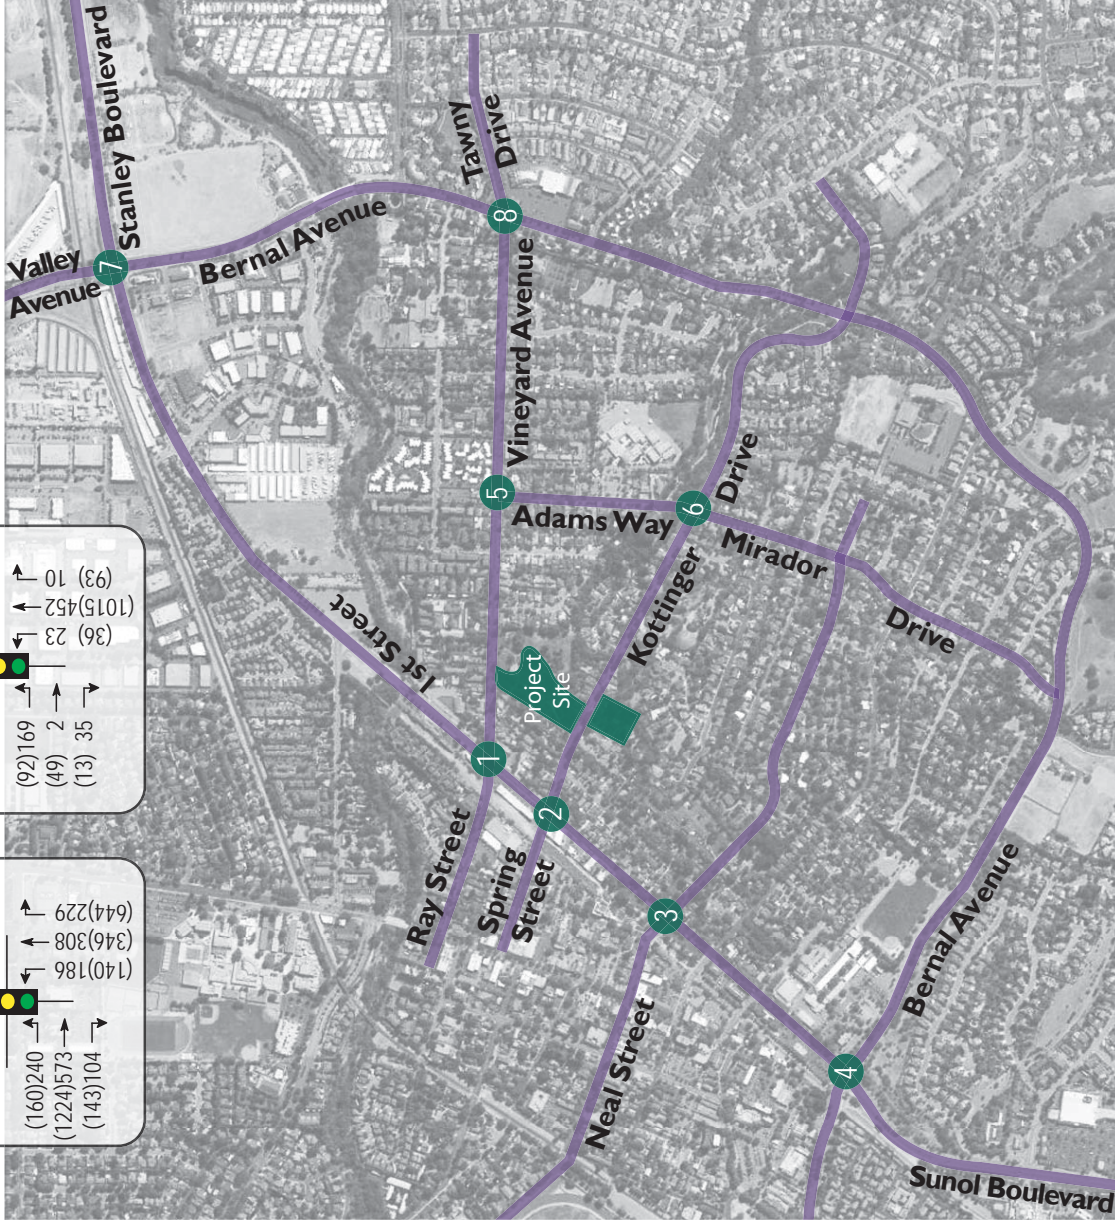 Stanley Boulevard
Valley
Avenue
7
Bernal Avenue
Tawny
Drive
8
Vineyard Avenue
5
Adams Way
6
Drive
Mirador
Drive
Kottinger
1st Street
Project
Site
1
2
Ray Street
Spring
Street
3
Neal Street
4
Bernal Avenue
Sunol Boulevard
(93) 10
(1015)452
(36) 23
(92)169
(49) 2
(13) 35
(644)229
(346)308
(140)186
(160)240
(1224)573
(143)104